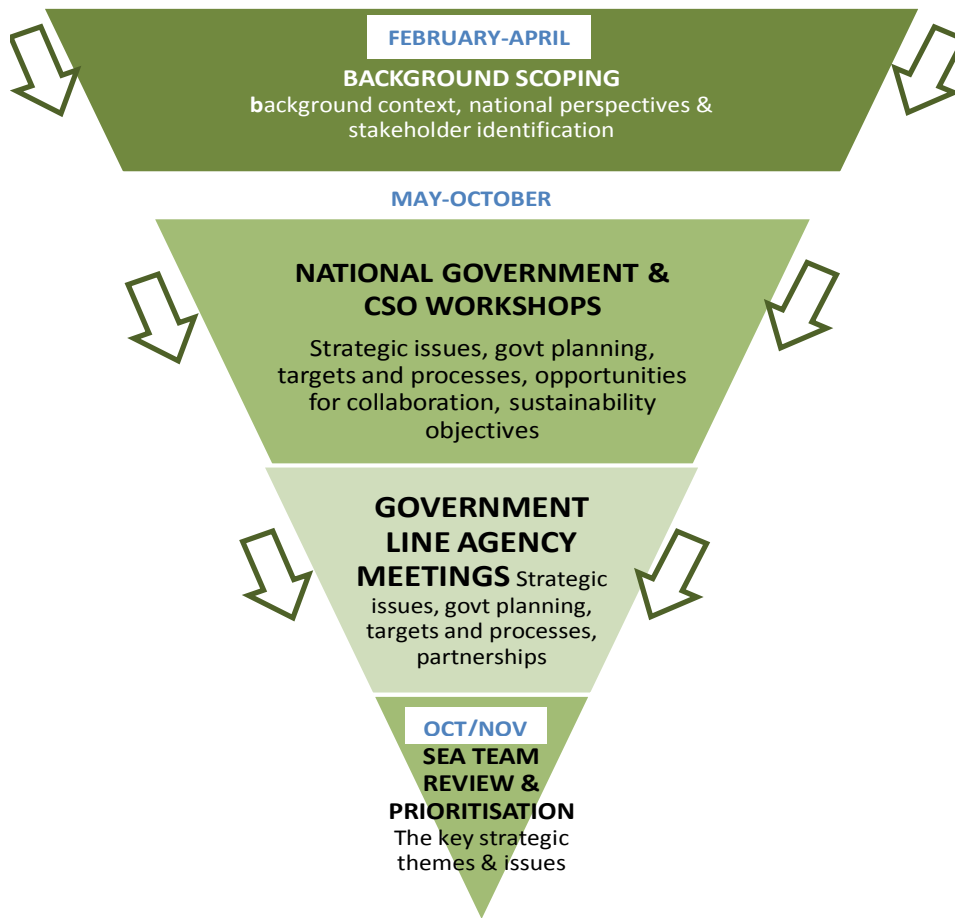 FEBRUARY-APRIL
BACKGROUND SCOPING
background context, national perspectives &
stakeholder identification
MAY-OCTOBER
NATIONAL GOVERNMENT &
CSO WORKSHOPS
Strategic issues, govt planning,
targets and processes, opportunities
for collaboration, sustainability
objectives
GOVERNMENT
LINE AGENCY
MEETINGS Strategic
issues, govt planning,
targets and processes,
partnerships
OCT/NOV
SEA TEAM
REVIEW &
PRIORITISATION
The key strategic
themes & issues